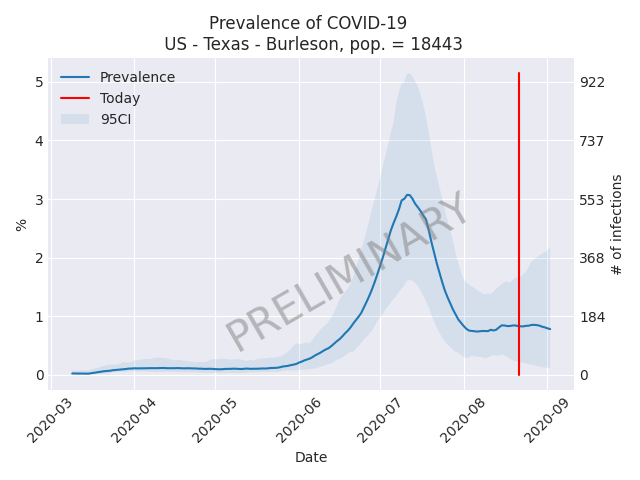 Prevalence of COVID-19
US - Texas - Burleson, pop. = 18443
Prevalence
Today
95CI
PRELIMINARY
%
5
4
3
2
1
0
922
737
553
368
184
0
# of infections
2020-03
2020-04
2020-05
2020-06
2020-07
2020-08
2020-09
Date